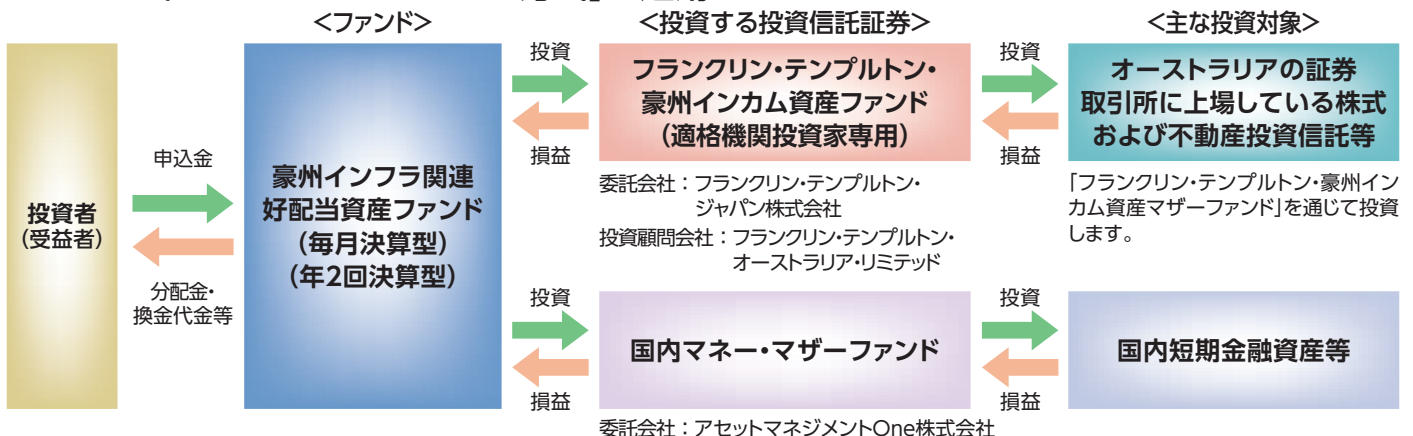 <ファンド>
<投資する投資信託証券>
<主な投資対象>
投資者
(受益者)
申込金
分配金・
換金代金等
豪州インフラ関連
好配当資産ファンド
(毎月決算型)
(年2回決算型)
投資
損益
フランクリン・テンプルトン・
豪州インカム資産ファンド
(適格機関投資家専用)
投資
損益
オーストラリアの証券
取引所に上場している株式
および不動産投資信託等
委託会社：フランクリン・テンプルトン・
ジャパン株式会社
投資顧問会社：フランクリン・テンプルトン・
オーストラリア・リミテッド
「フランクリン・テンプルトン・豪州イン
カム資産マザーファンド」を通じて投資
します。
投資
損益
国内マネー・マザーファンド
投資
損益
国内短期金融資産等
委託会社：アセットマネジメントOne株式会社